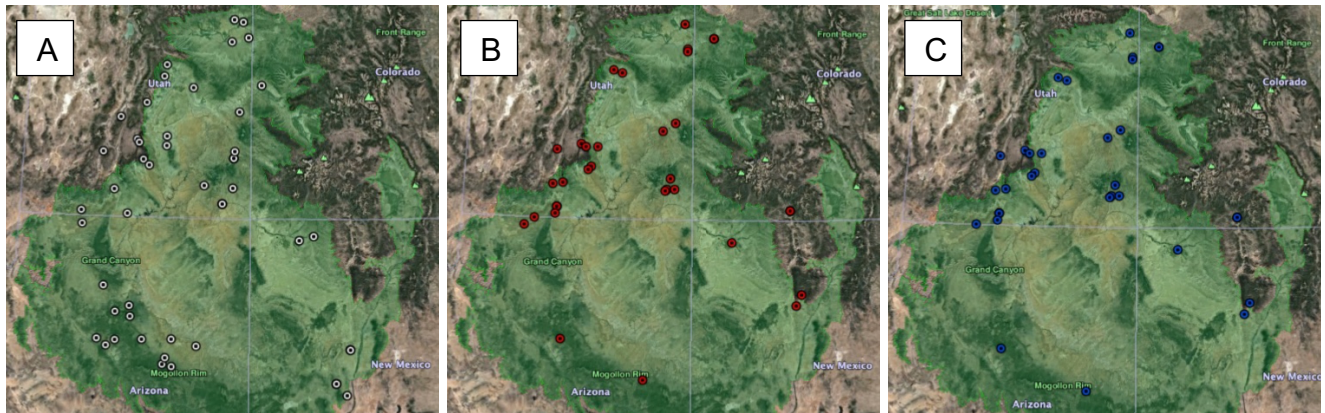 A
Front Range
Colorado
Utah
Grand Canyon
New Mexico
Mogollon Rim
Arizona
B
Front Range
Colorado
Utah
Grand Canyon
New Mexico
Mogollon Rim
Arizona
Great Salt Lake Desert
C
Front Range
Colorado
Utah
Grand Canyon
New Mexico
Mogollon Rim
Arizona